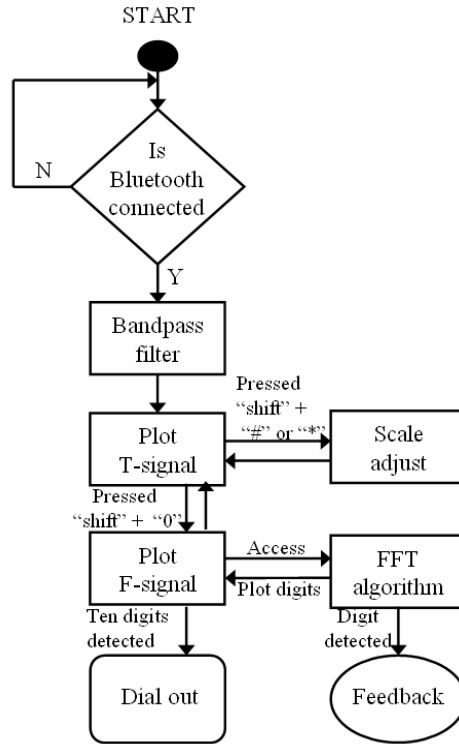 START
Is
Bluetooth
connected
N
Y
Bandpass
filter
Pressed
“shift” +
“#” or “*”
Plot
T-signal
Scale
adjust
Pressed
“shift” + “0”
Plot
F-signal
Access
Plot digits
FFT
algorithm
Ten digits
detected
Digit
detected
Dial out
Feedback